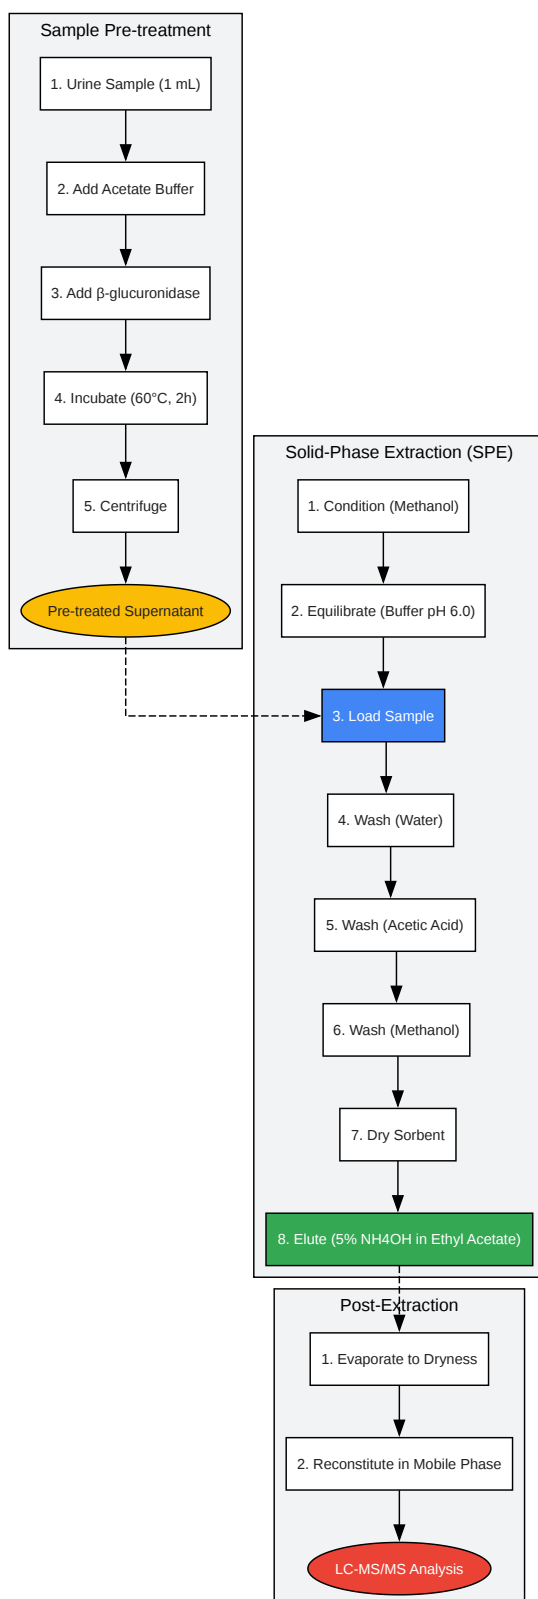 Sample Pre-treatment
1. Urine Sample (1 mL)
2. Add Acetate Buffer
3. Add β-glucuronidase
4. Incubate (60°C, 2h)
5. Centrifuge
Pre-treated Supernatant
Solid-Phase Extraction (SPE)
1. Condition (Methanol)
2. Equilibrate (Buffer pH 6.0)
3. Load Sample
4. Wash (Water)
5. Wash (Acetic Acid)
6. Wash (Methanol)
7. Dry Sorbent
8. Elute (5% NH4OH in Ethyl Acetate)
Post-Extraction
1. Evaporate to Dryness
2. Reconstitute in Mobile Phase
LC-MS/MS Analysis